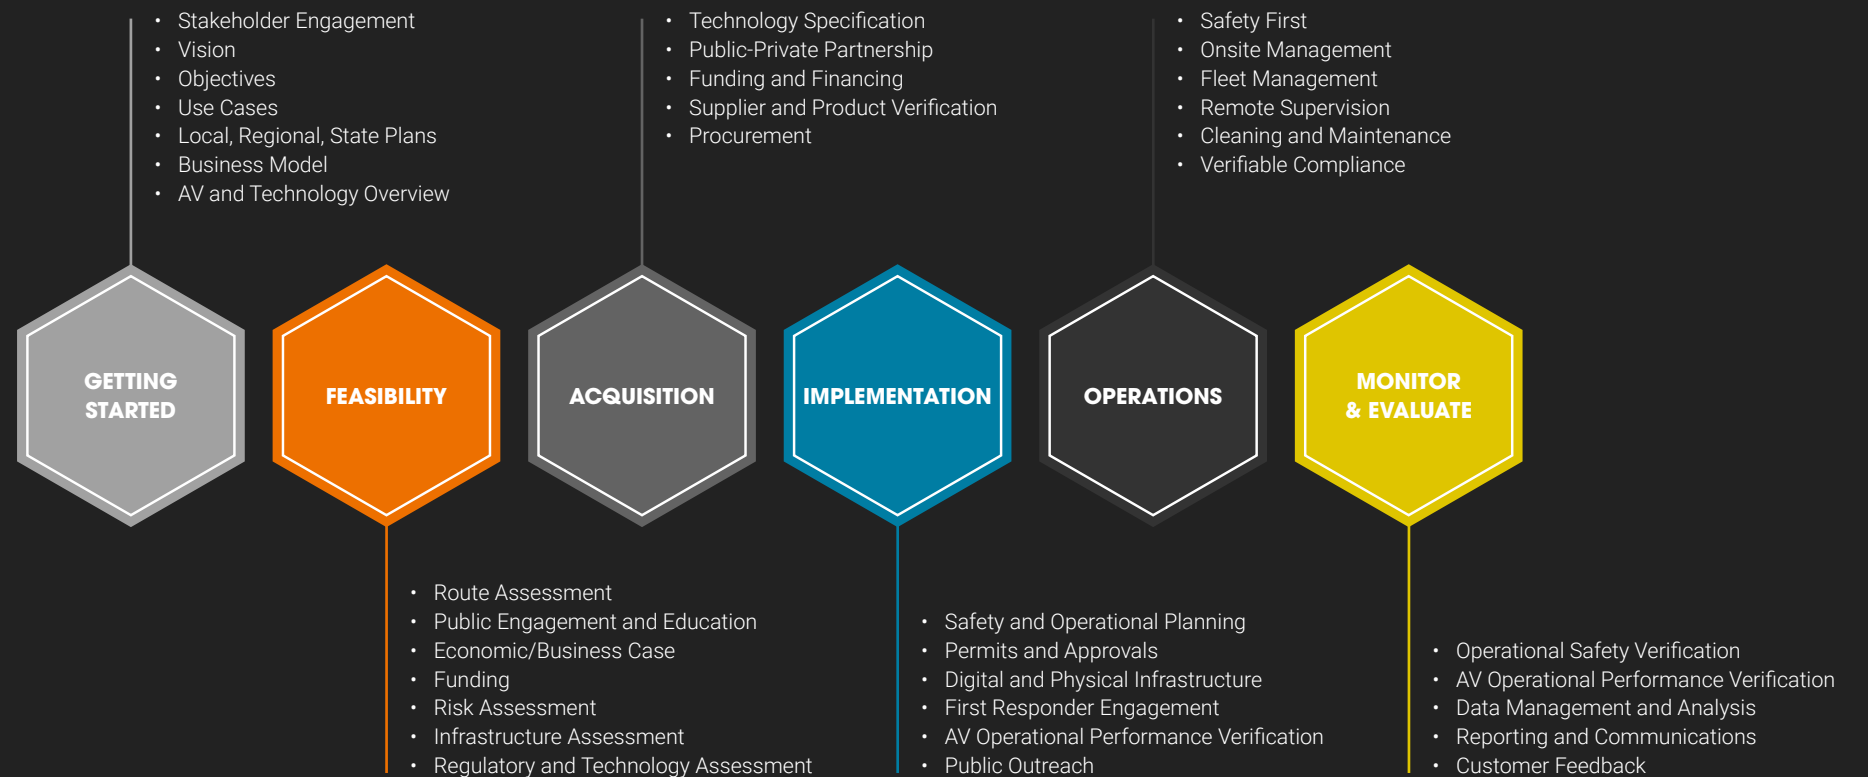 • Stakeholder Engagement
• Vision
• Objectives
• Use Cases
• Local, Regional, State Plans
• Business Model
• AV and Technology Overview
• Technology Specification
• Public-Private Partnership
• Funding and Financing
• Supplier and Product Verification
• Procurement
• Safety First
• Onsite Management
• Fleet Management
• Remote Supervision
• Cleaning and Maintenance
• Verifiable Compliance
GETTING
STARTED
FEASIBILITY
ACQUISITION
IMPLEMENTATION
OPERATIONS
MONITOR
& EVALUATE
• Route Assessment
• Public Engagement and Education
• Economic/Business Case
• Funding
• Risk Assessment
• Infrastructure Assessment
• Regulatory and Technology Assessment
• Safety and Operational Planning
• Permits and Approvals
• Digital and Physical Infrastructure
• First Responder Engagement
• AV Operational Performance Verification
• Public Outreach
• Operational Safety Verification
• AV Operational Performance Verification
• Data Management and Analysis
• Reporting and Communications
• Customer Feedback